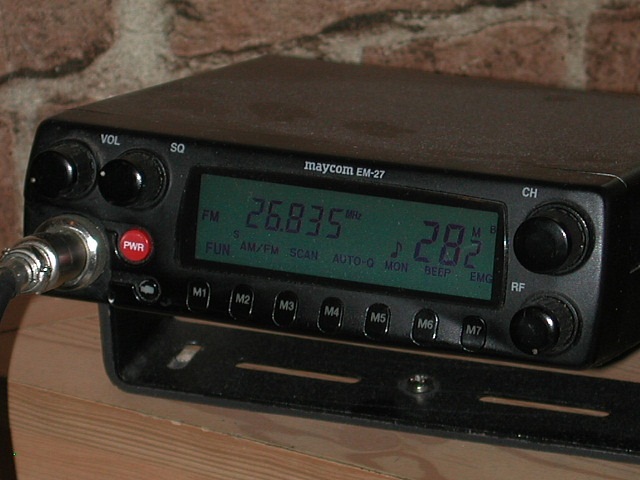 VOL
SQ
maycom EM-27
CH
FM 26.835 MHz
282 M B
S
FUN AM/FM SCAN AUTO-Q MON BEEP EMG
PWR
RF
M1 M2 M3 M4 M5 M6 M7